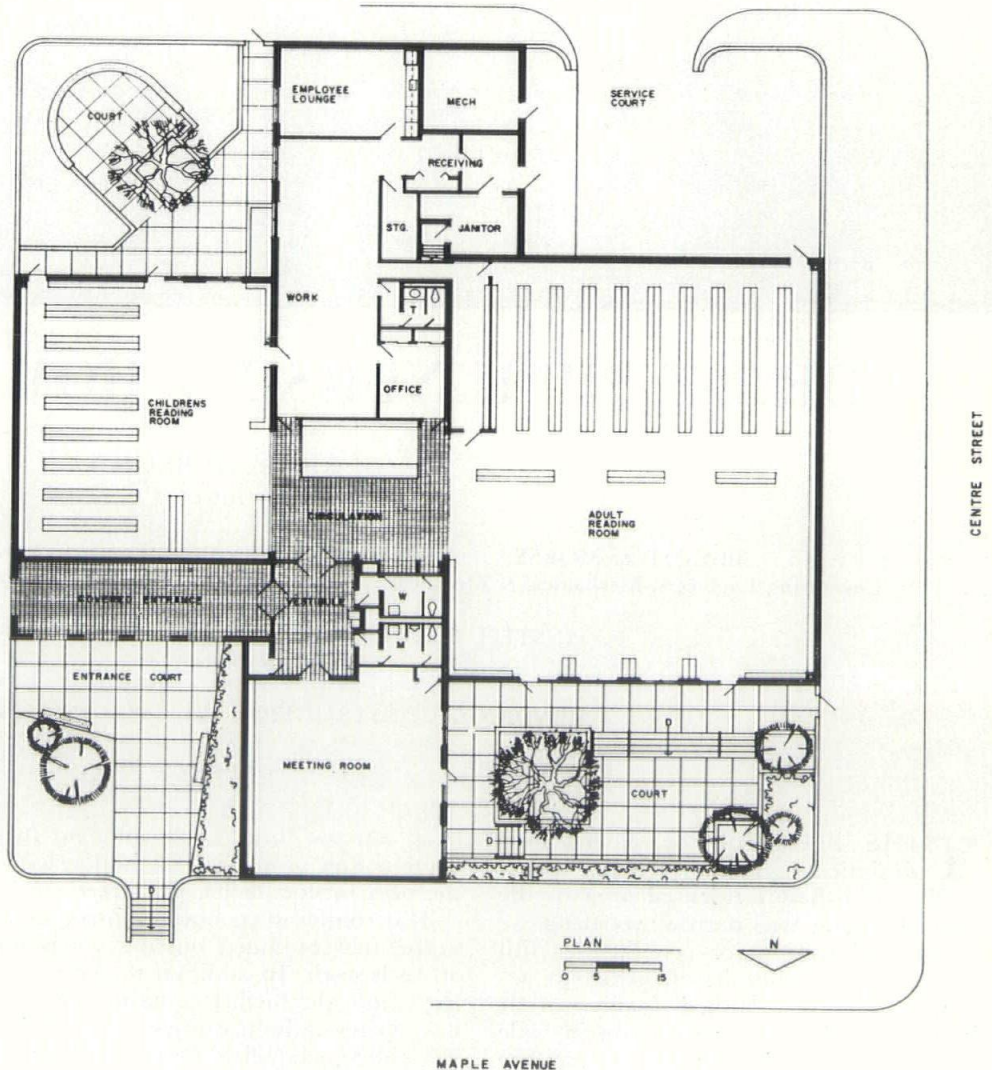 EMPLOYEE
LOUNGE
MECH
SERVICE
COURT
COURT
RECEIVING
STG.
JANITOR
WORK
T
OFFICE
CHILDRENS
READING
ROOM
CIRCULATION
ADULT
READING
ROOM
CENTRE STREET
COVERED ENTRANCE
VESTIBULE
W
M
ENTRANCE COURT
MEETING ROOM
D
COURT
D
D
PLAN
N
0 5 15
MAPLE AVENUE